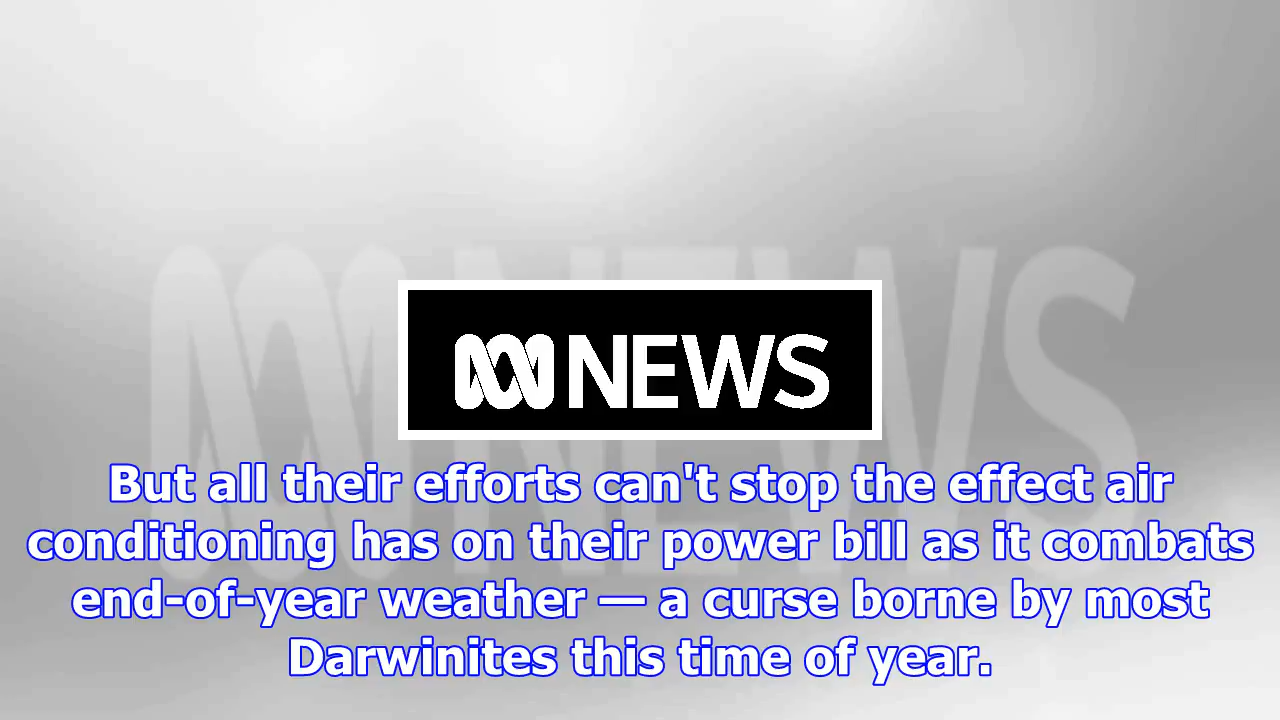 NEWS
NEWS
But all their efforts can't stop the effect air
conditioning has on their power bill as it combats
end-of-year weather — a curse borne by most
Darwinites this time of year.